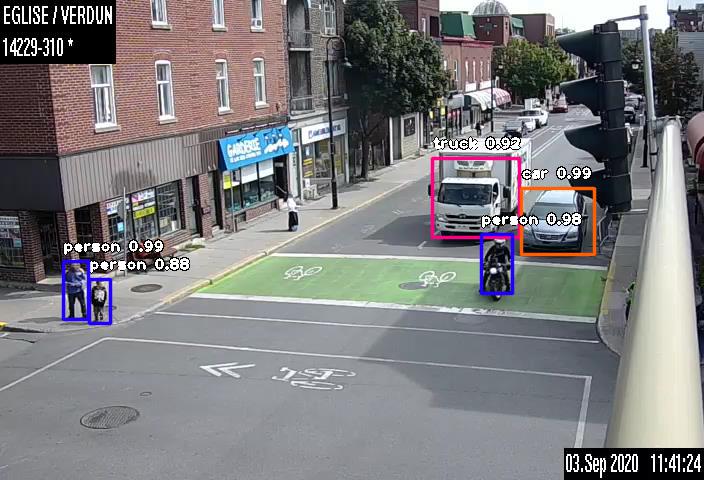 EGLISE / VERDUN
14229-310 *
GARDERIE
truck 0.92
car 0.99
person 0.98
person 0.99
person 0.88
03.Sep 2020 11:41:24